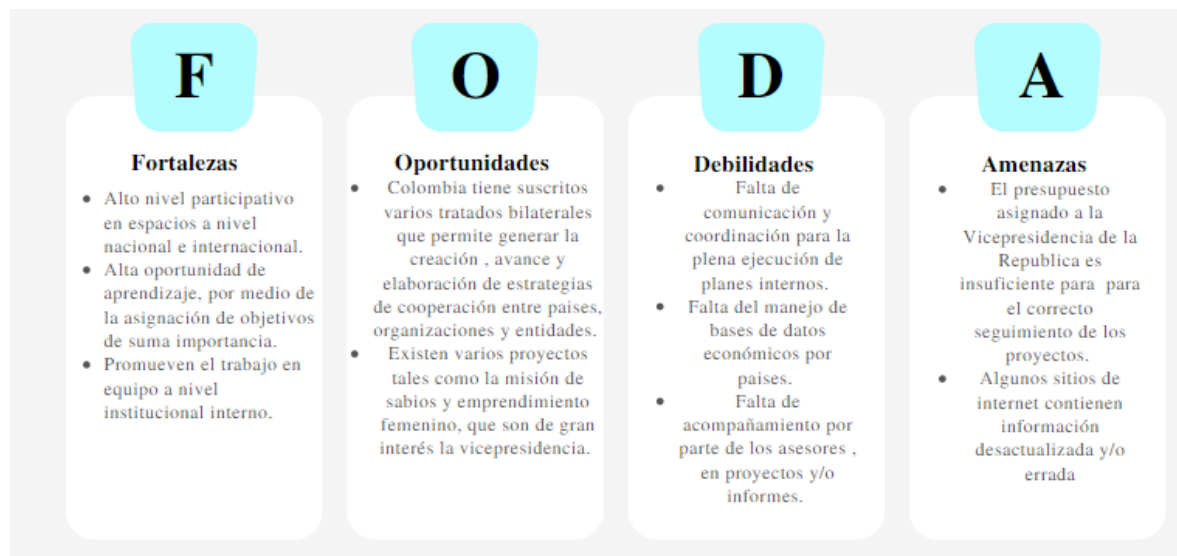 F
Fortalezas
• Alto nivel participativo
en espacios a nivel
nacional e internacional.
• Alta oportunidad de
aprendizaje, por medio de
la asignación de objetivos
de suma importancia.
• Promueven el trabajo en
equipo a nivel
institucional interno.
O
Oportunidades
• Colombia tiene suscritos
varios tratados bilaterales
que permite generar la
creación , avance y
elaboración de estrategias
de cooperación entre paises,
organizaciones y entidades.
• Existen varios proyectos
tales como la misión de
sabios y emprendimiento
femenino, que son de gran
interés la vicepresidencia.
D
Debilidades
• Falta de
comunicación y
coordinación para la
plena ejecución de
planes internos.
• Falta del manejo de
bases de datos
económicos por
paises.
• Falta de
acompañamiento por
parte de los asesores ,
en proyectos y/o
informes.
A
Amenazas
• El presupuesto
asignado a la
Vicepresidencia de la
Republica es
insuficiente para  para
el correcto
seguimiento de los
proyectos.
• Algunos sitios de
internet contienen
información
desactualizada y/o
errada